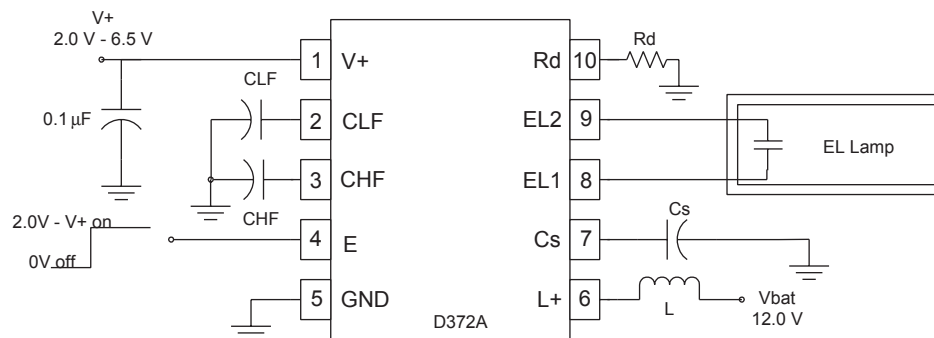 V+
2.0 V - 6.5 V
0.1 µF
CLF
CHF
2.0V - V+ on
0V off
1 V+
2 CLF
3 CHF
4 E
5 GND
D372A
Rd 10
EL2 9
EL1 8
Cs 7
L+ 6
Rd
EL Lamp
Cs
L
Vbat
12.0 V